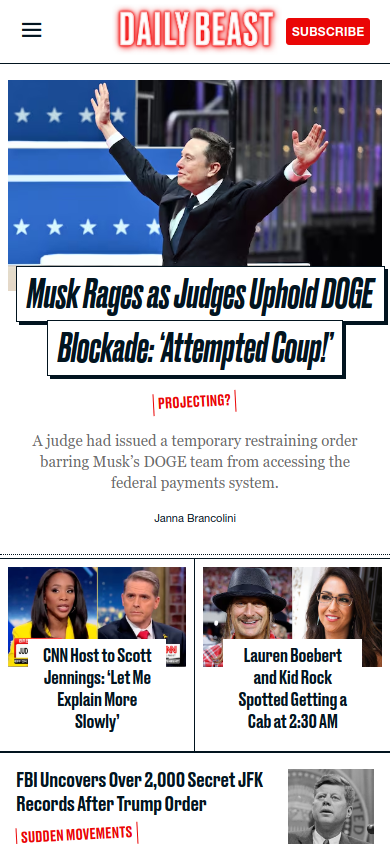 DAILY BEAST
SUBSCRIBE
Musk Rages as Judges Uphold DOGE
Blockade: ‘Attempted Coup!’
PROJECTING?
A judge had issued a temporary restraining order
barring Musk’s DOGE team from accessing the
federal payments system.
Janna Brancolini
JUD
CNN Host to Scott
Jennings: ‘Let Me
Explain More
Slowly’
Lauren Boebert
and Kid Rock
Spotted Getting a
Cab at 2:30 AM
FBI Uncovers Over 2,000 Secret JFK
Records After Trump Order
SUDDEN MOVEMENTS